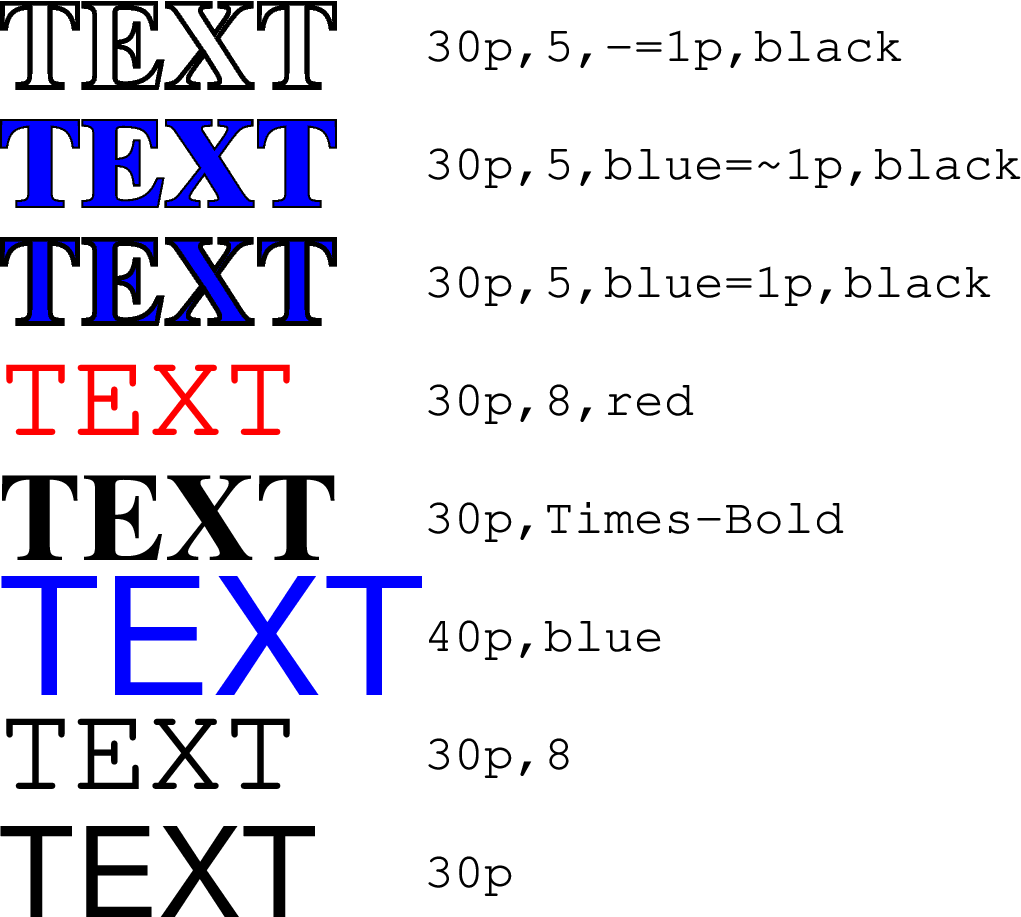 TEXT 30p,5,-=1p,black
TEXT 30p,5,blue=~1p,black
TEXT 30p,5,blue=1p,black
TEXT 30p,8,red
TEXT 30p,Times-Bold
TEXT 40p,blue
TEXT 30p,8
TEXT 30p